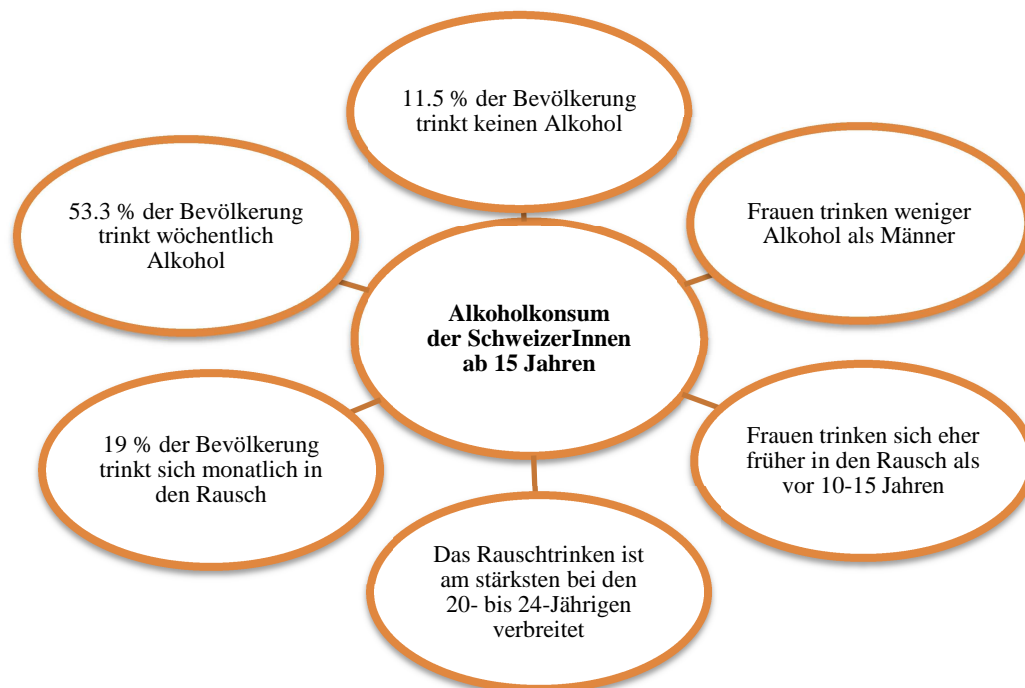 11.5 % der Bevölkerung
trinkt keinen Alkohol
53.3 % der Bevölkerung
trinkt wöchentlich
Alkohol
Frauen trinken weniger
Alkohol als Männer
Alkoholkonsum
der SchweizerInnen
ab 15 Jahren
19 % der Bevölkerung
trinkt sich monatlich in
den Rausch
Frauen trinken sich eher
früher in den Rausch als
vor 10-15 Jahren
Das Rauschtrinken ist
am stärksten bei den
20- bis 24-Jährigen
verbreitet